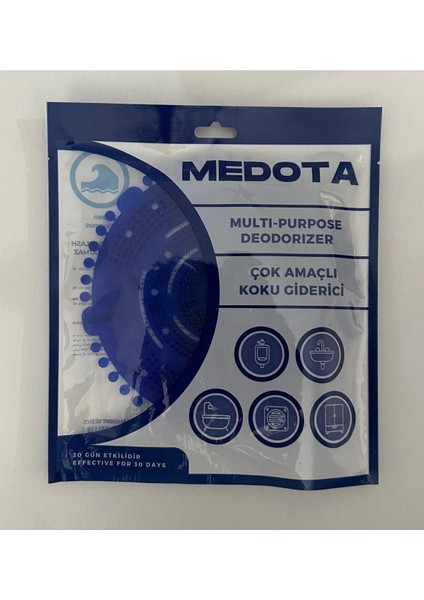 MEDOTA
MULTI-PURPOSE
DEODORIZER
ÇOK AMAÇLI
KOKU GİDERİCİ
30 GÜN ETKİLİDİR
EFFECTIVE FOR 30 DAYS